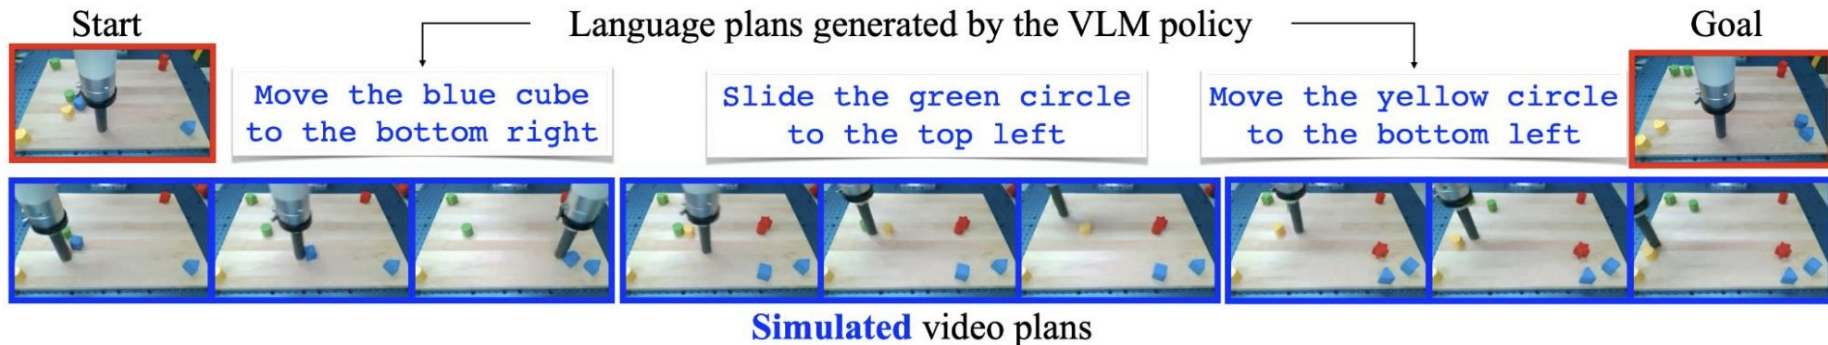 Start
Language plans generated by the VLM policy
Goal
Move the blue cube
to the bottom right
Slide the green circle
to the top left
Move the yellow circle
to the bottom left
Simulated video plans